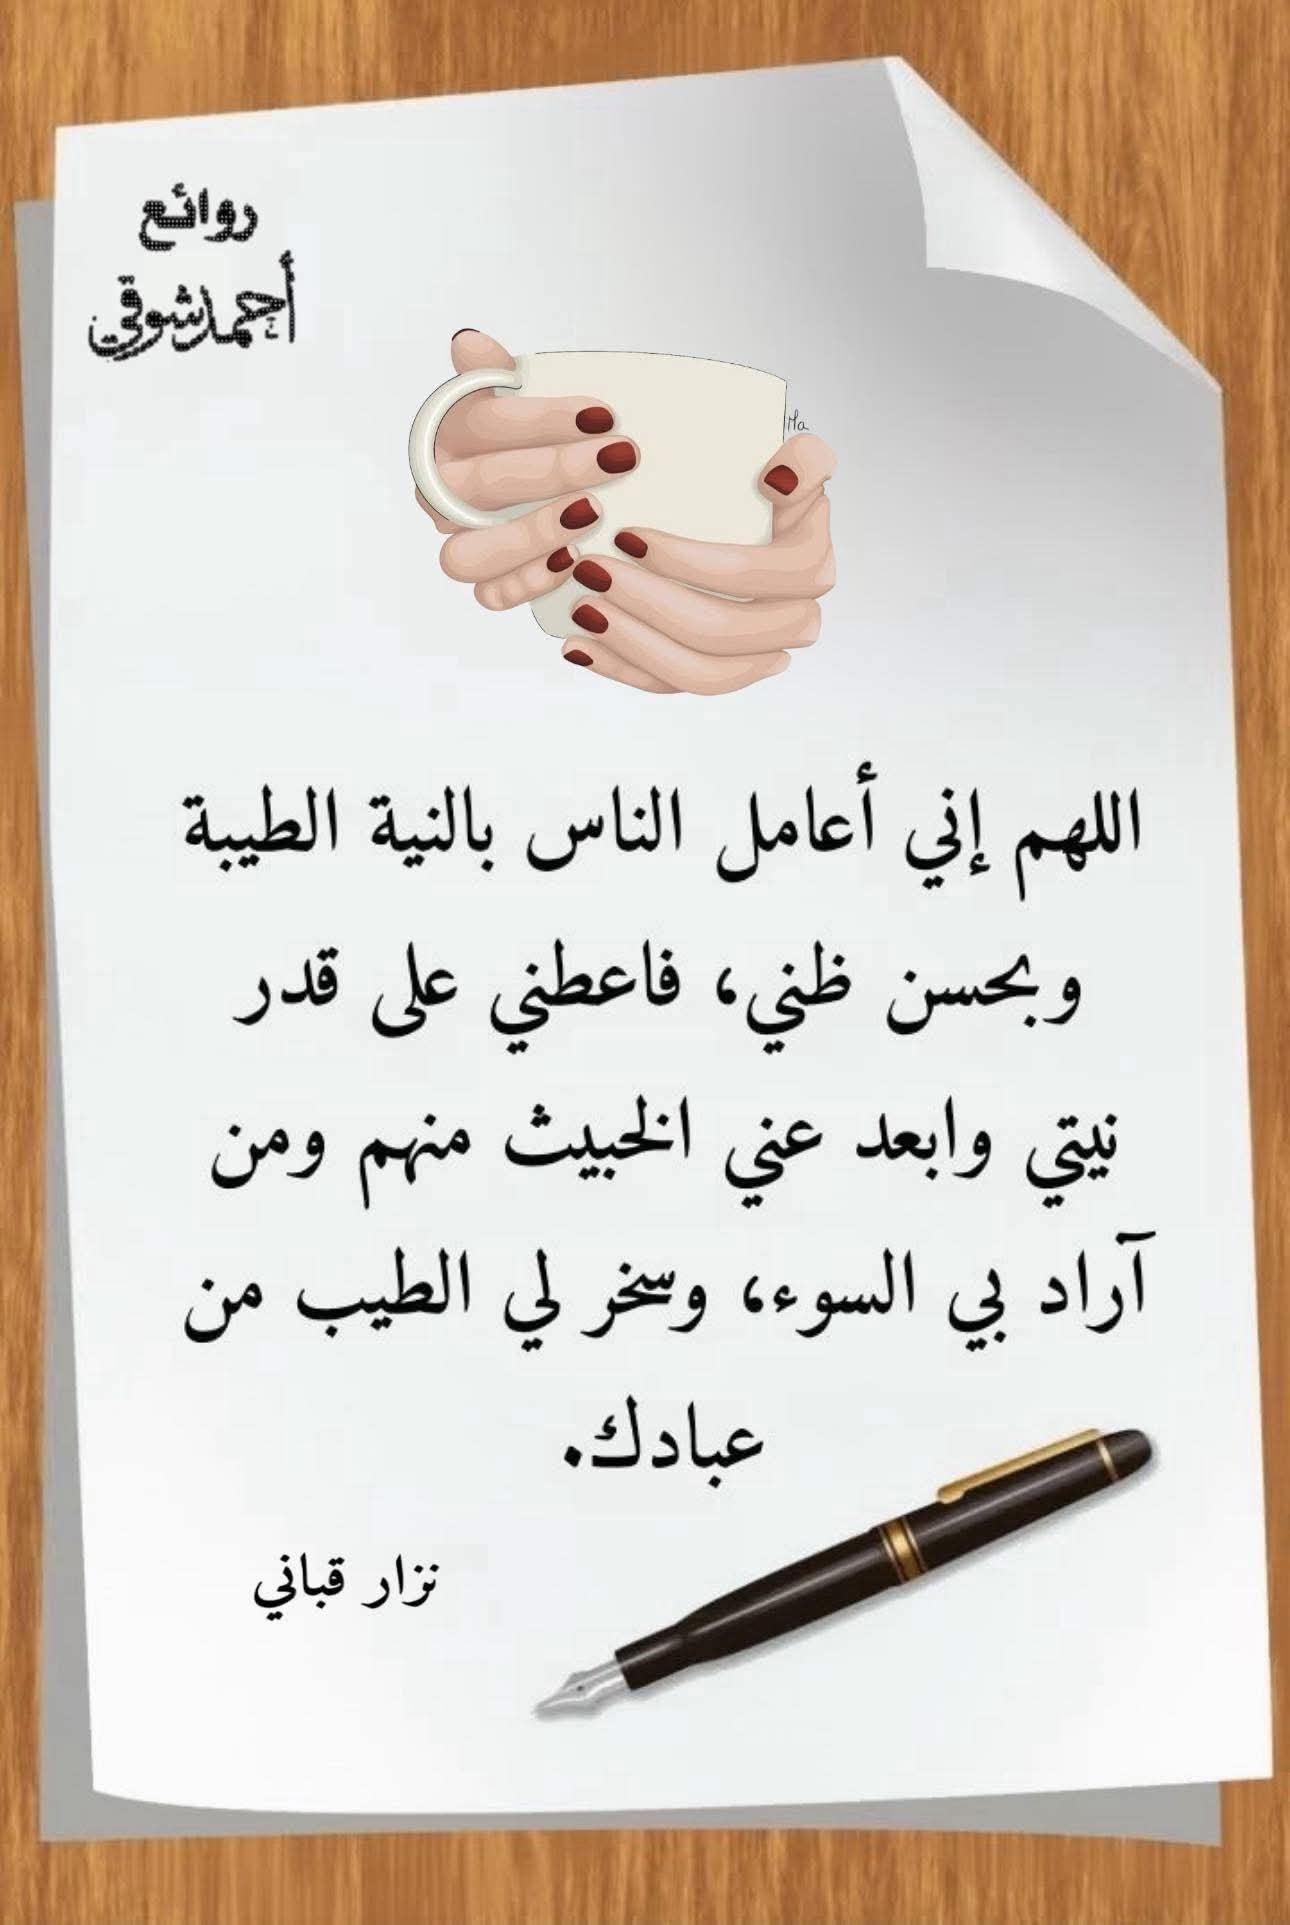 روائع
أحمد شوقي
Ma
اللهم إني أعامل الناس بالنية الطيبة
وبحسن ظني، فاعطني على قدر
نيتي وابعد عني الخبيث منهم ومن
آراد بي السوء، وسخر لي الطيب من
عبادك.
نزار قباني